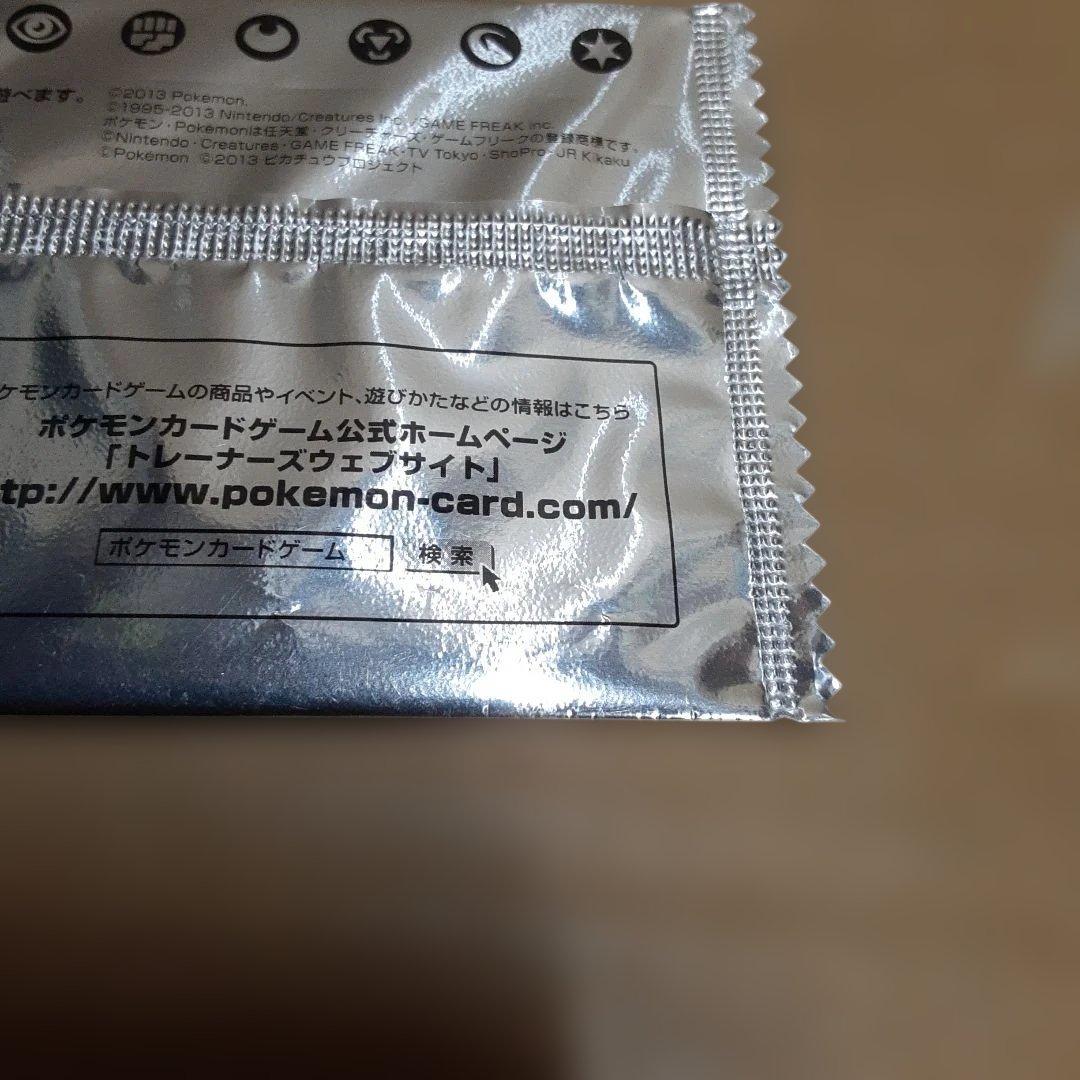 遊べます。
©2013 Pokémon.
©1995-2013 Nintendo/Creatures Inc./GAME FREAK inc.
ポケモン・Pokémonは任天堂・クリーチャーズ・ゲームフリークの登録商標です。
©Nintendo・Creatures・GAME FREAK・TV Tokyo・ShoPro・JR Kikaku
©Pokémon ©2013 ピカチュウプロジェクト
ケモンカードゲームの商品やイベント、遊びかたなどの情報はこちら
ポケモンカードゲーム公式ホームページ
「トレーナーズウェブサイト」
tp://www.pokemon-card.com/
ポケモンカードゲーム 検索